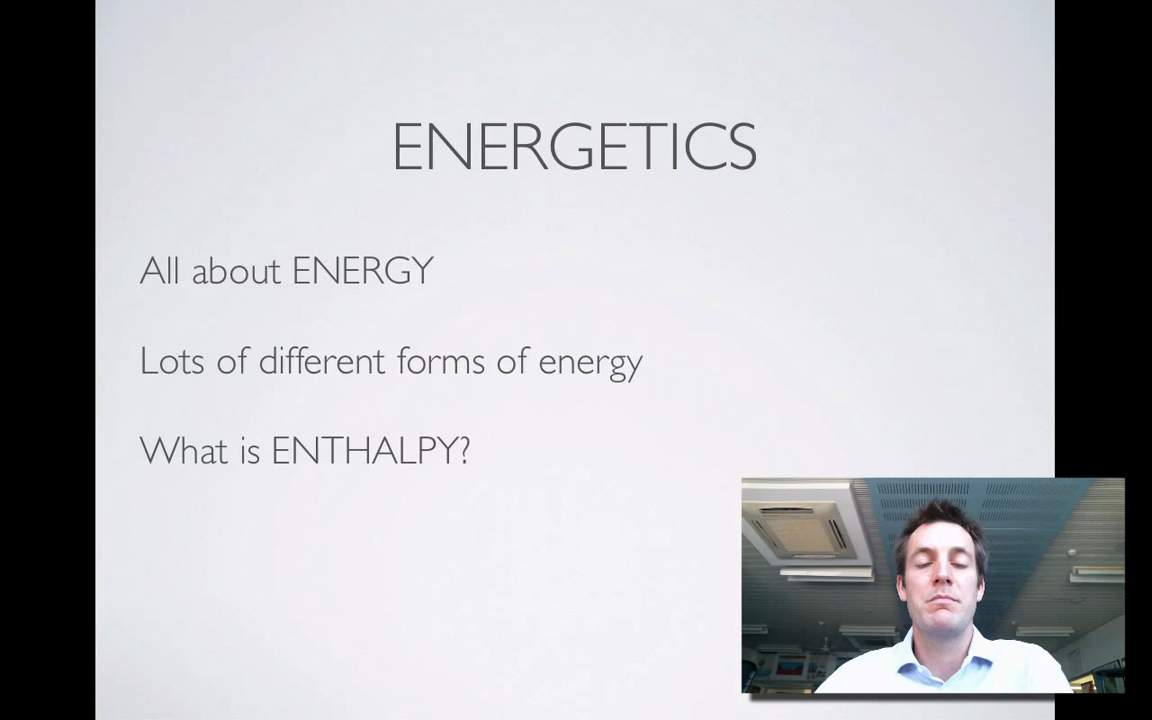 ENERGETICS
All about ENERGY
Lots of different forms of energy
What is ENTHALPY?